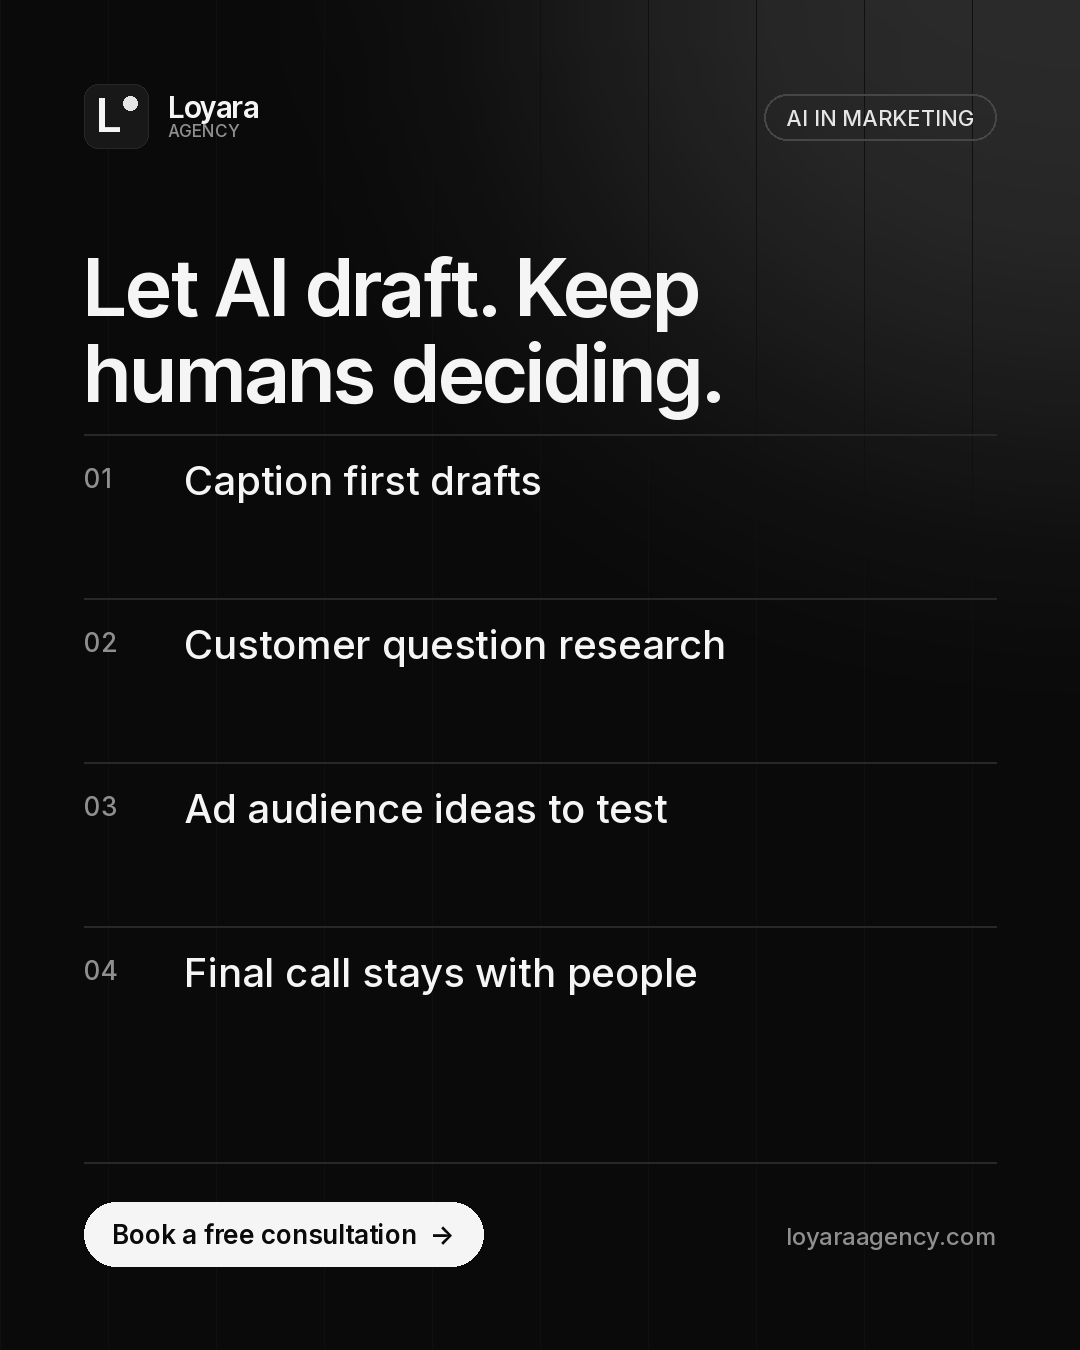 Loyara
AGENCY
AI IN MARKETING
Let AI draft. Keep
humans deciding.
01 Caption first drafts
02 Customer question research
03 Ad audience ideas to test
04 Final call stays with people
Book a free consultation →
loyaraagency.com